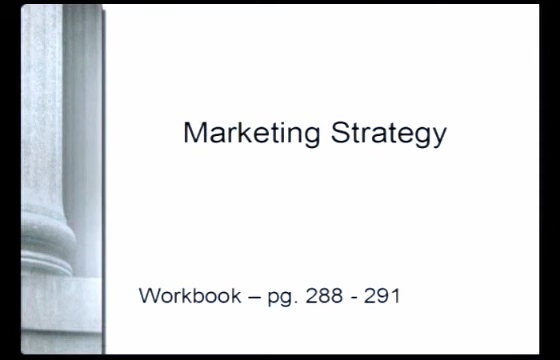 Marketing Strategy
Workbook – pg. 288 - 291